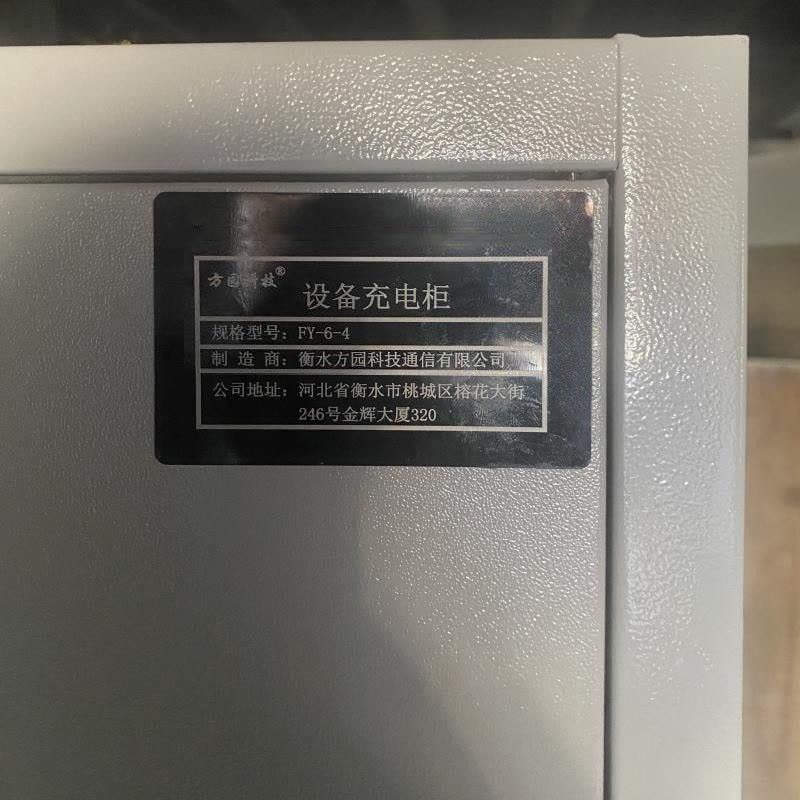 方园科技®
设备充电柜
规格型号：FY-6-4
制 造 商：衡水方园科技通信有限公司
公司地址：河北省衡水市桃城区榕花大街
246号金辉大厦320